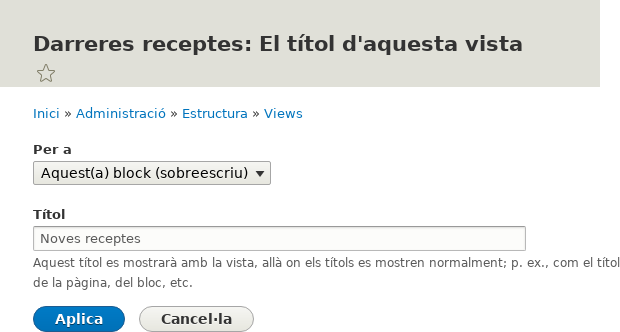 Darreres receptes: El títol d'aquesta vista
Inici » Administració » Estructura » Views
Per a
Aquest(a) block (sobreescriu)
Títol
Noves receptes
Aquest títol es mostrarà amb la vista, allà on els títols es mostren normalment; p. ex., com el títol
de la pàgina, del bloc, etc.
Aplica
Cancel·la